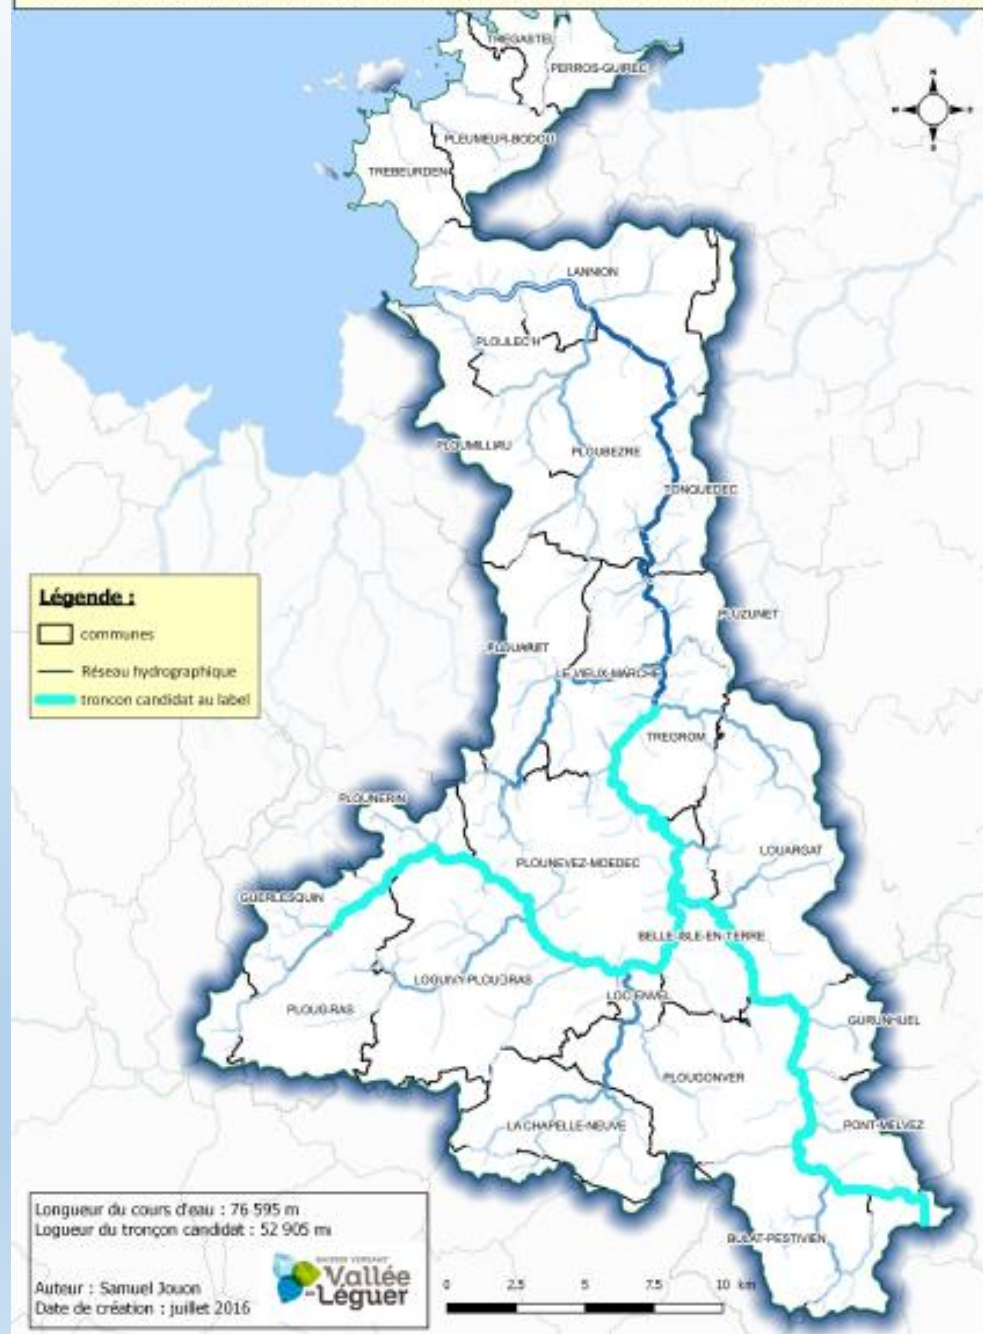 TREGASTEL
PERROS-GUIREC
PLEUMEUR-BODOU
TREBEURDEN
N
LANNION
PLOULEC'H
PLOUMILLIAU
PLOUBEZRE
TONQUEDEC
Légende :
communes
Réseau hydrographique
troncon candidat au label
PLUZUNET
PLOUARET
LE VIEUX-MARCHE
TREGROM
PLOUNERIN
PLOUNEVEZ-MOEDEC
LOUARGAT
GUERLESQUIN
BELLE-ISLE-EN-TERRE
LOGUIVY-PLOUGRAS
LOC-ENVEL
PLOUGRAS
GURUNHUEL
PLOUGONVER
LA CHAPELLE-NEUVE
PONT-MELVEZ
BULAT-PESTIVIEN
Longueur du cours d'eau : 76 595 m
Logueur du tronçon candidat : 52 905 m
Auteur : Samuel Jouon
Date de création : juillet 2016
BASSIN VERSANT
Vallée
du Léguer
0 2.5 5 7.5 10 km